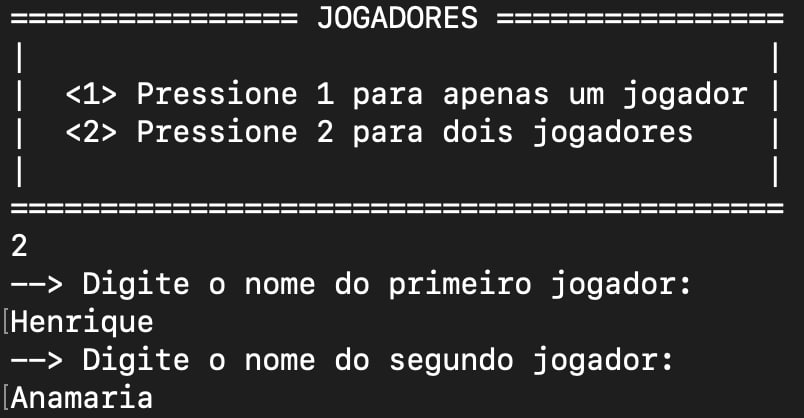 ================ JOGADORES ================
|                                         |
|  <1> Pressione 1 para apenas um jogador |
|  <2> Pressione 2 para dois jogadores    |
|                                         |
===========================================
2
--> Digite o nome do primeiro jogador:
[Henrique
--> Digite o nome do segundo jogador:
[Anamaria